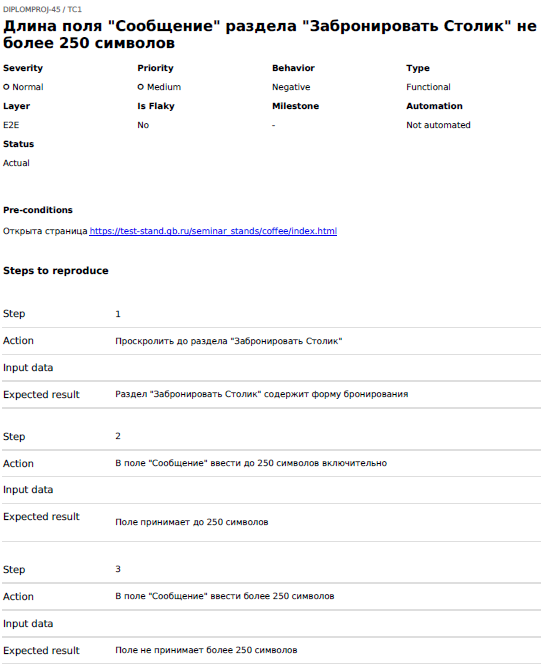 DIPLOMPROJ-45 / TC1
Длина поля "Сообщение" раздела "Забронировать Столик" не
более 250 символов
Severity Priority Behavior Type
Normal Medium Negative Functional
Layer Is Flaky Milestone Automation
E2E No - Not automated
Status
Actual
Pre-conditions
Открыта страница https://test-stand.gb.ru/seminar_stands/coffee/index.html
Steps to reproduce
Step 1
Action Проскролить до раздела "Забронировать Столик"
Input data
Expected result Раздел "Забронировать Столик" содержит форму бронирования
Step 2
Action В поле "Сообщение" ввести до 250 символов включительно
Input data
Expected result Поле принимает до 250 символов
Step 3
Action В поле "Сообщение" ввести более 250 символов
Input data
Expected result Поле не принимает более 250 символов